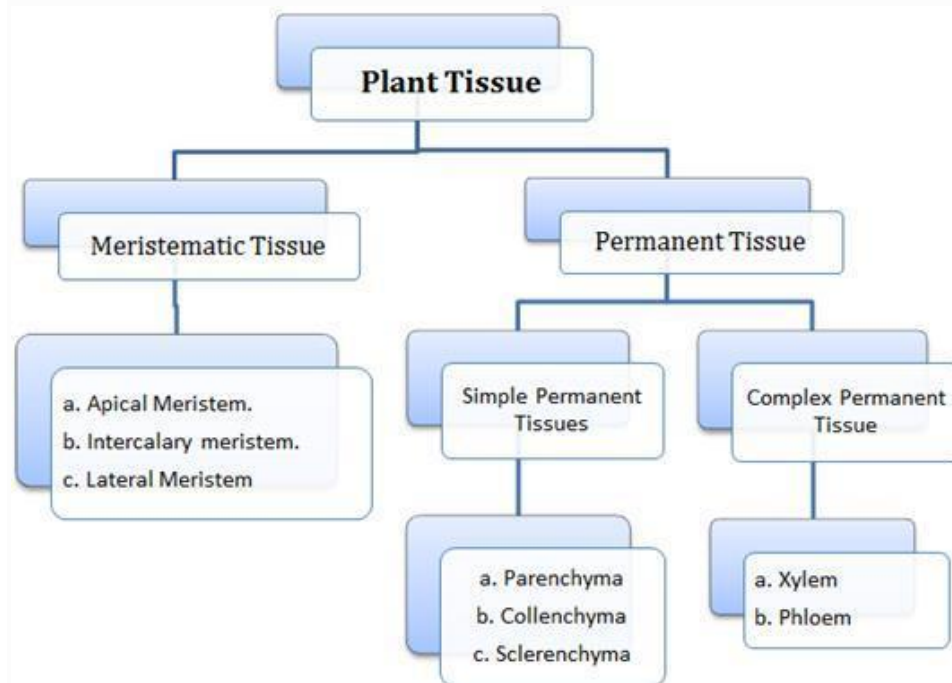 Plant Tissue
Meristematic Tissue
Permanent Tissue
a. Apical Meristem.
b. Intercalary meristem.
c. Lateral Meristem
Simple Permanent
Tissues
Complex Permanent
Tissue
a. Parenchyma
b. Collenchyma
c. Sclerenchyma
a. Xylem
b. Phloem